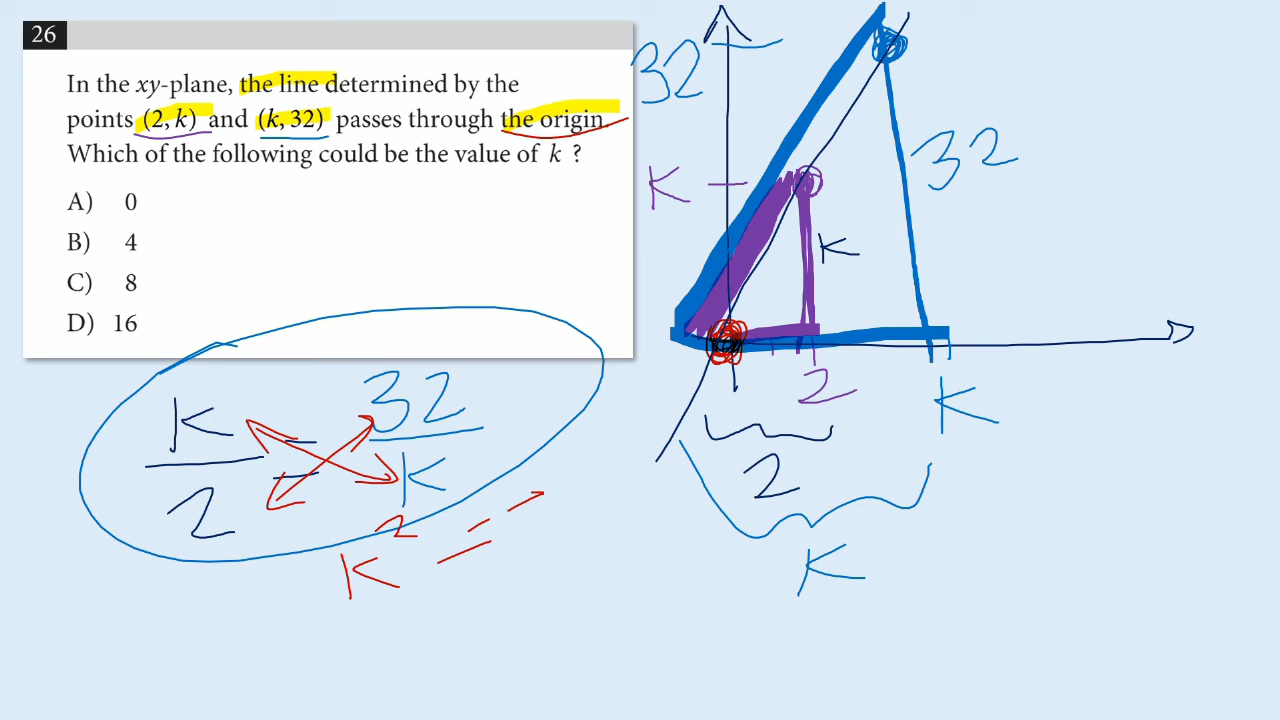 26
In the xy-plane, the line determined by the
points (2, k) and (k, 32) passes through the origin.
Which of the following could be the value of k ?
A) 0
B) 4
C) 8
D) 16
32
K
32
K
2
K
2
K
K/2 = 32/K
K² =